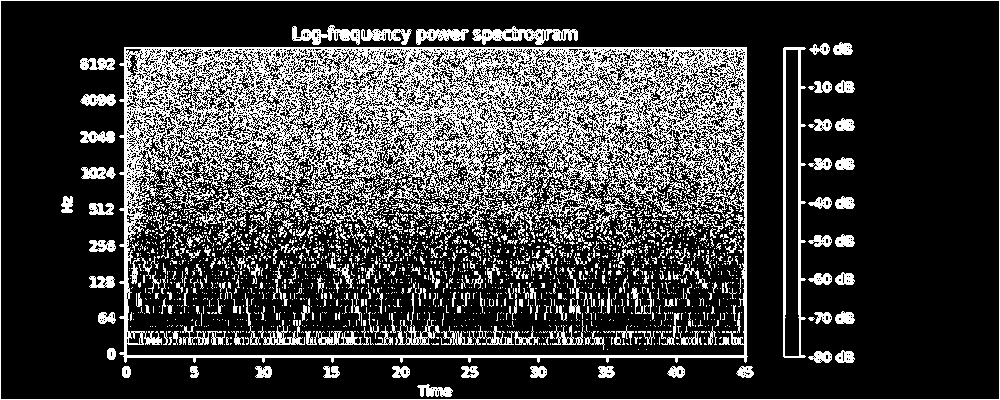 Log-frequency power spectrogram
8192
4096
2048
1024
512
256
128
64
0
Hz
0 5 10 15 20 25 30 35 40 45
Time
+0 dB
-10 dB
-20 dB
-30 dB
-40 dB
-50 dB
-60 dB
-70 dB
-80 dB